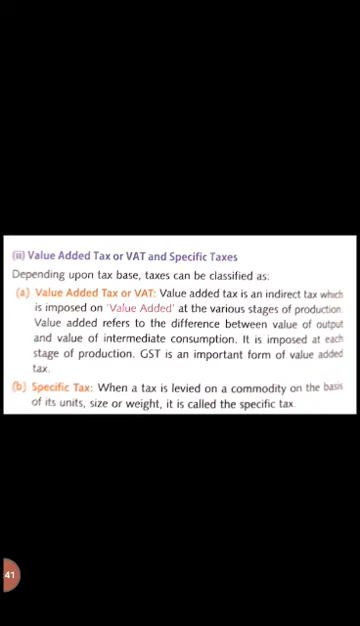 (ii) Value Added Tax or VAT and Specific Taxes
Depending upon tax base, taxes can be classified as:
(a) Value Added Tax or VAT: Value added tax is an indirect tax which
is imposed on 'Value Added' at the various stages of production.
Value added refers to the difference between value of output
and value of intermediate consumption. It is imposed at each
stage of production. GST is an important form of value added
tax.
(b) Specific Tax: When a tax is levied on a commodity on the basis
of its units, size or weight, it is called the specific tax.
41